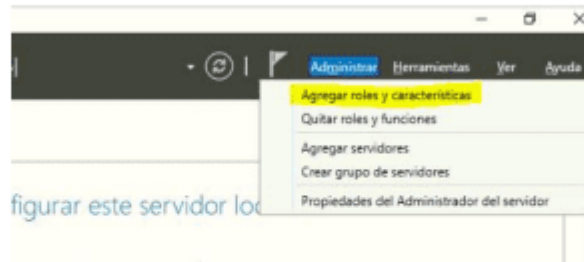 Administrar Herramientas Ver Ayuda
Agregar roles y características
Quitar roles y funciones
Agregar servidores
Crear grupo de servidores
Propiedades del Administrador del servidor
figurar este servidor loc